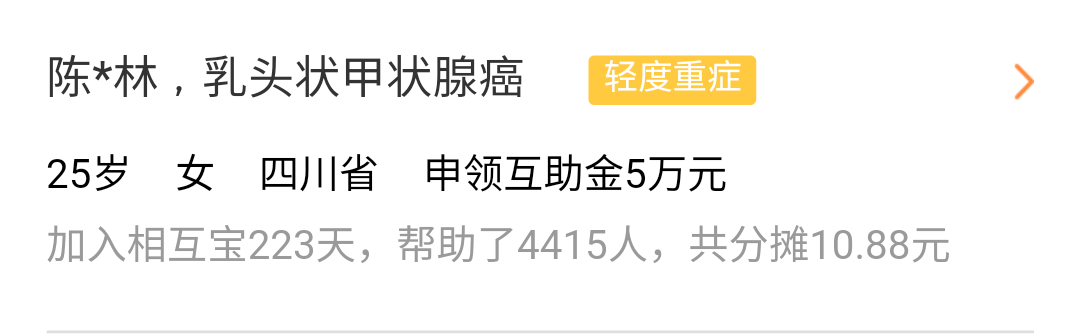 陈*林，乳头状甲状腺癌 轻度重症
25岁 女 四川省 申领互助金5万元
加入相互宝223天，帮助了4415人，共分摊10.88元